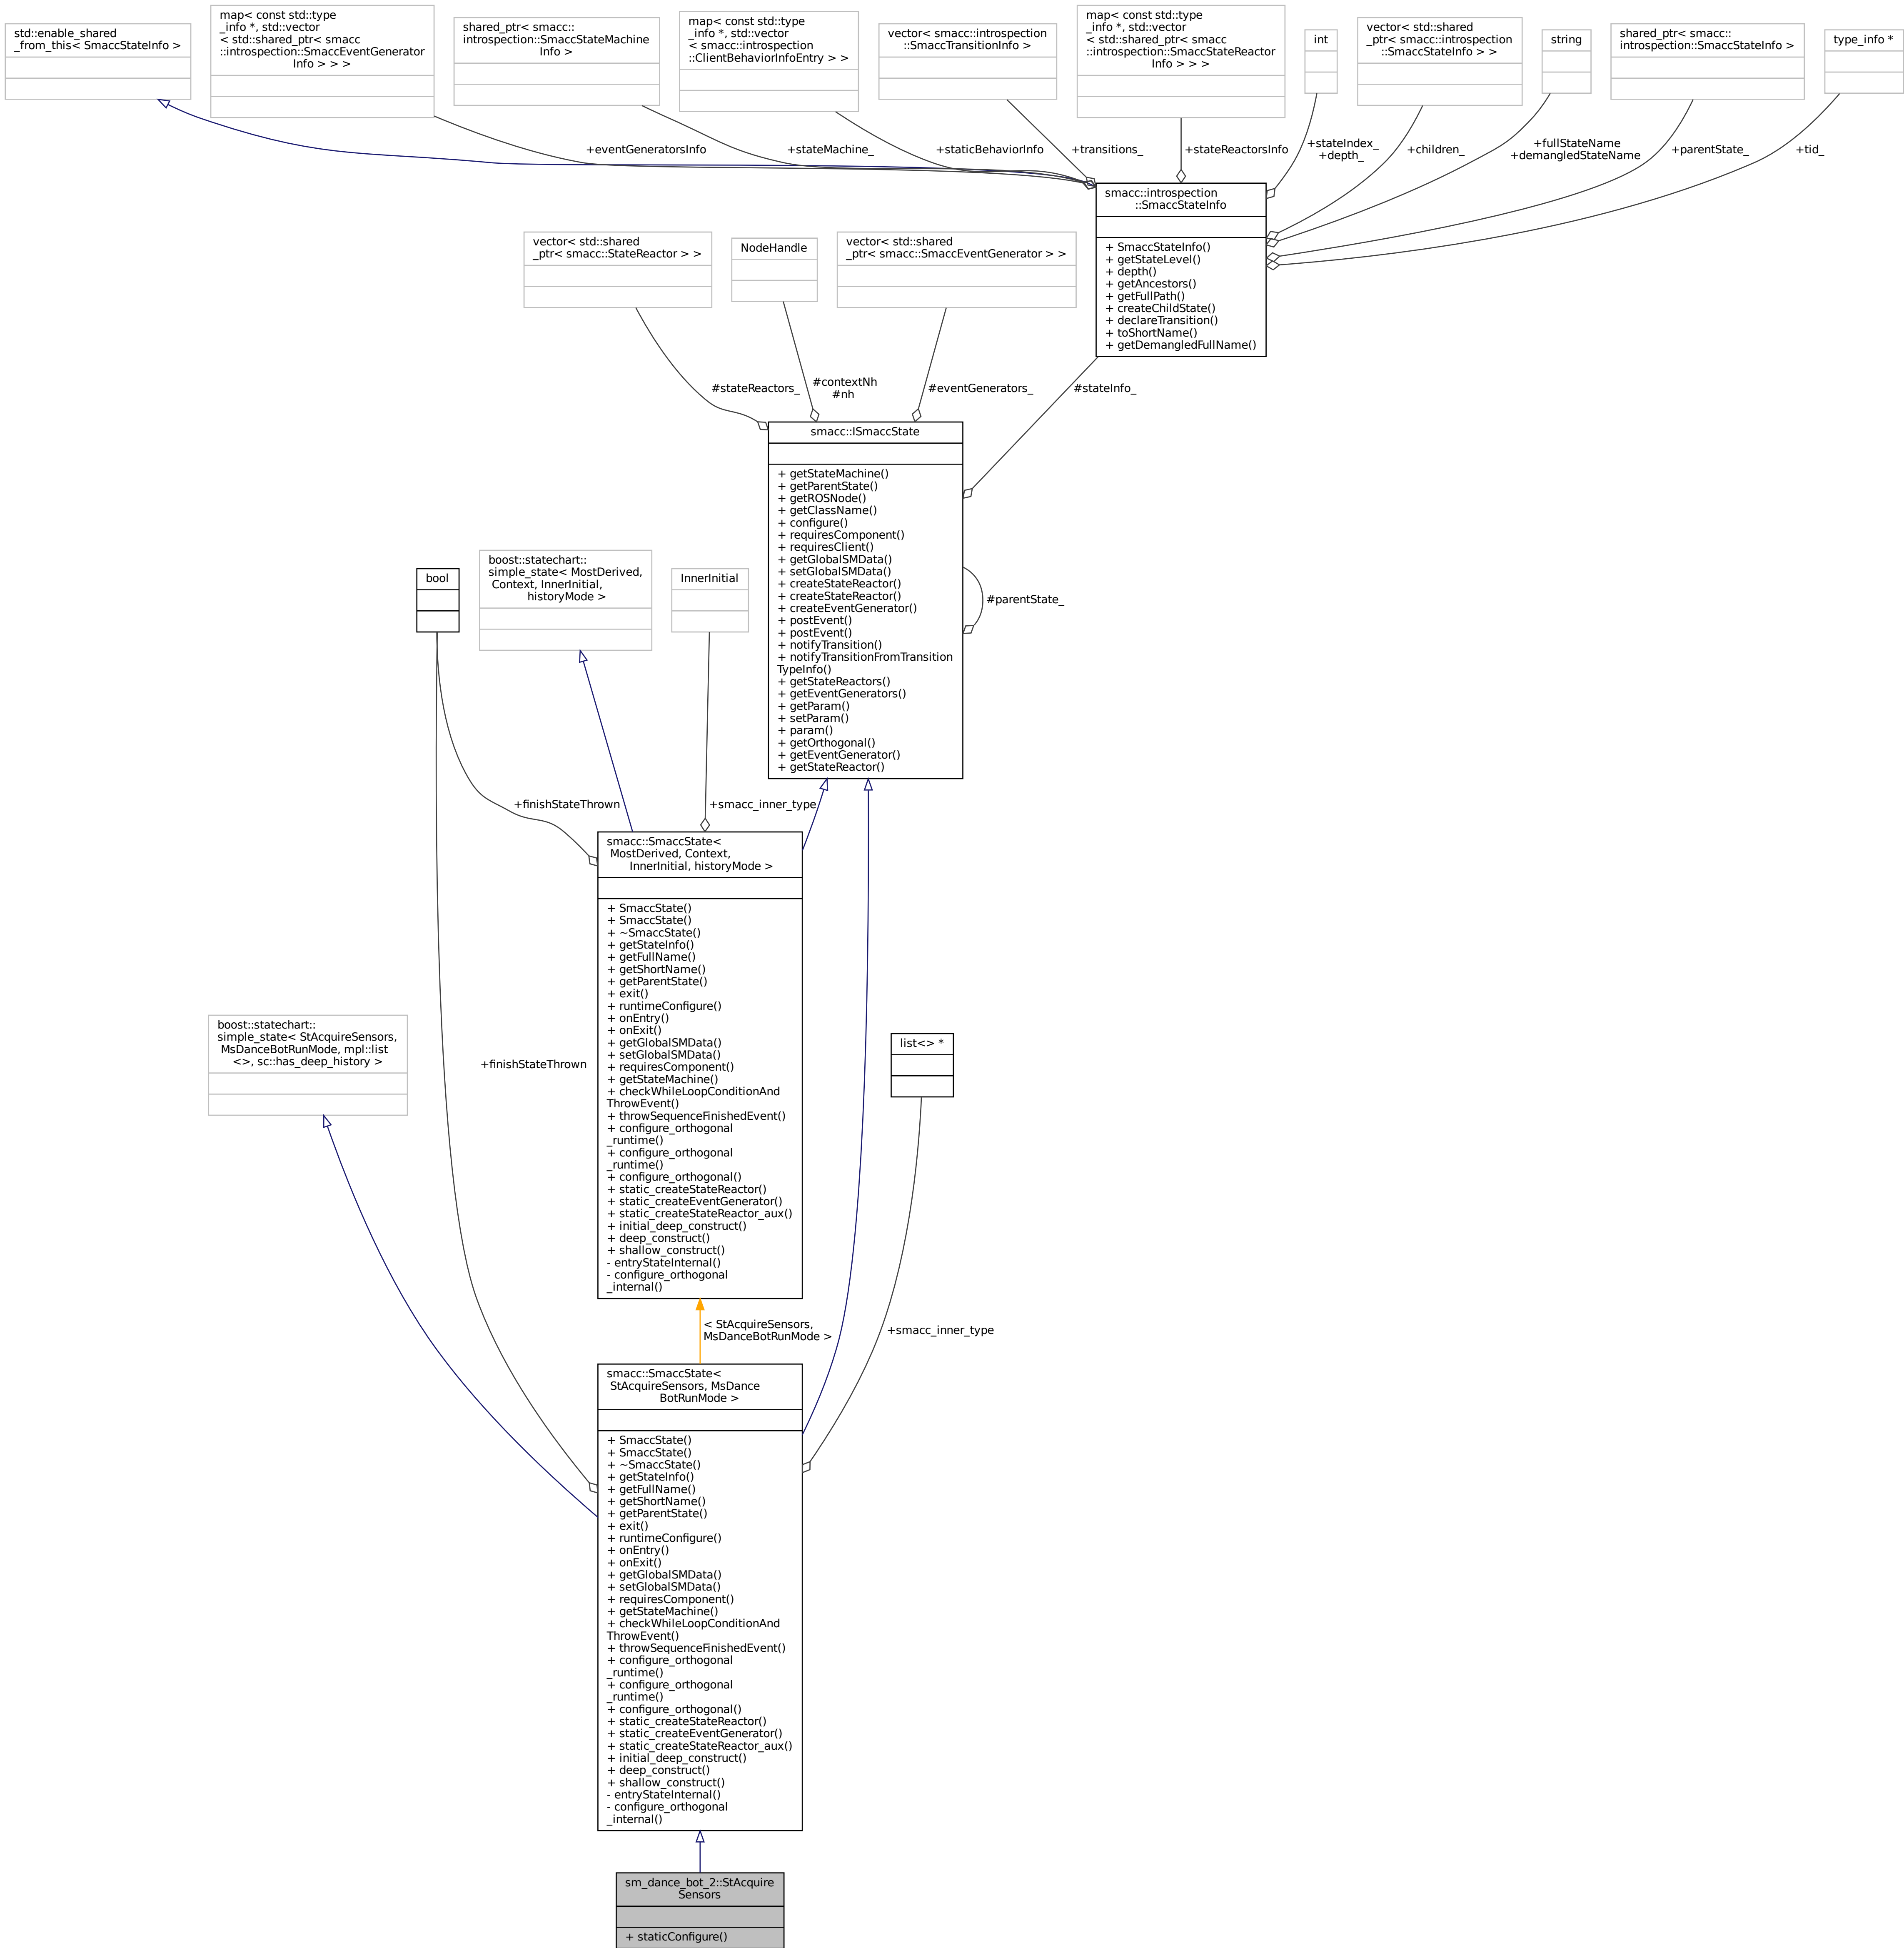 std::enable_shared
_from_this< SmaccStateInfo >
map< const std::type
_info *, std::vector
< std::shared_ptr< smacc
::introspection::SmaccEventGenerator
Info > > >
shared_ptr< smacc::
introspection::SmaccStateMachine
Info >
map< const std::type
_info *, std::vector
< smacc::introspection
::ClientBehaviorInfoEntry > >
vector< smacc::introspection
::SmaccTransitionInfo >
map< const std::type
_info *, std::vector
< std::shared_ptr< smacc
::introspection::SmaccStateReactor
Info > > >
int
vector< std::shared
_ptr< smacc::introspection
::SmaccStateInfo > >
string
shared_ptr< smacc::
introspection::SmaccStateInfo >
type_info *
+eventGeneratorsInfo
+stateMachine_
+staticBehaviorInfo
+transitions_
+stateReactorsInfo
+stateIndex_
+depth_
+children_
+fullStateName
+demangledStateName
+parentState_
+tid_
smacc::introspection
::SmaccStateInfo
+ SmaccStateInfo()
+ getStateLevel()
+ depth()
+ getAncestors()
+ getFullPath()
+ createChildState()
+ declareTransition()
+ toShortName()
+ getDemangledFullName()
vector< std::shared
_ptr< smacc::StateReactor > >
NodeHandle
vector< std::shared
_ptr< smacc::SmaccEventGenerator > >
#stateReactors_
#contextNh
#nh
#eventGenerators_
#stateInfo_
smacc::ISmaccState
+ getStateMachine()
+ getParentState()
+ getROSNode()
+ getClassName()
+ configure()
+ requiresComponent()
+ requiresClient()
+ getGlobalSMData()
+ setGlobalSMData()
+ createStateReactor()
+ createStateReactor()
+ createEventGenerator()
+ postEvent()
+ postEvent()
+ notifyTransition()
+ notifyTransitionFromTransition
TypeInfo()
+ getStateReactors()
+ getEventGenerators()
+ getParam()
+ setParam()
+ param()
+ getOrthogonal()
+ getEventGenerator()
+ getStateReactor()
#parentState_
bool
boost::statechart::
simple_state< MostDerived,
Context, InnerInitial,
historyMode >
InnerInitial
+finishStateThrown
+smacc_inner_type
smacc::SmaccState<
MostDerived, Context,
InnerInitial, historyMode >
+ SmaccState()
+ SmaccState()
+ ~SmaccState()
+ getStateInfo()
+ getFullName()
+ getShortName()
+ getParentState()
+ exit()
+ runtimeConfigure()
+ onEntry()
+ onExit()
+ getGlobalSMData()
+ setGlobalSMData()
+ requiresComponent()
+ getStateMachine()
+ checkWhileLoopConditionAnd
ThrowEvent()
+ throwSequenceFinishedEvent()
+ configure_orthogonal
_runtime()
+ configure_orthogonal
_runtime()
+ configure_orthogonal()
+ static_createStateReactor()
+ static_createEventGenerator()
+ static_createStateReactor_aux()
+ initial_deep_construct()
+ deep_construct()
+ shallow_construct()
- entryStateInternal()
- configure_orthogonal
_internal()
boost::statechart::
simple_state< StAcquireSensors,
MsDanceBotRunMode, mpl::list
<>, sc::has_deep_history >
+finishStateThrown
list<> *
< StAcquireSensors,
MsDanceBotRunMode >
+smacc_inner_type
smacc::SmaccState<
StAcquireSensors, MsDance
BotRunMode >
+ SmaccState()
+ SmaccState()
+ ~SmaccState()
+ getStateInfo()
+ getFullName()
+ getShortName()
+ getParentState()
+ exit()
+ runtimeConfigure()
+ onEntry()
+ onExit()
+ getGlobalSMData()
+ setGlobalSMData()
+ requiresComponent()
+ getStateMachine()
+ checkWhileLoopConditionAnd
ThrowEvent()
+ throwSequenceFinishedEvent()
+ configure_orthogonal
_runtime()
+ configure_orthogonal
_runtime()
+ configure_orthogonal()
+ static_createStateReactor()
+ static_createEventGenerator()
+ static_createStateReactor_aux()
+ initial_deep_construct()
+ deep_construct()
+ shallow_construct()
- entryStateInternal()
- configure_orthogonal
_internal()
sm_dance_bot_2::StAcquire
Sensors
+ staticConfigure()